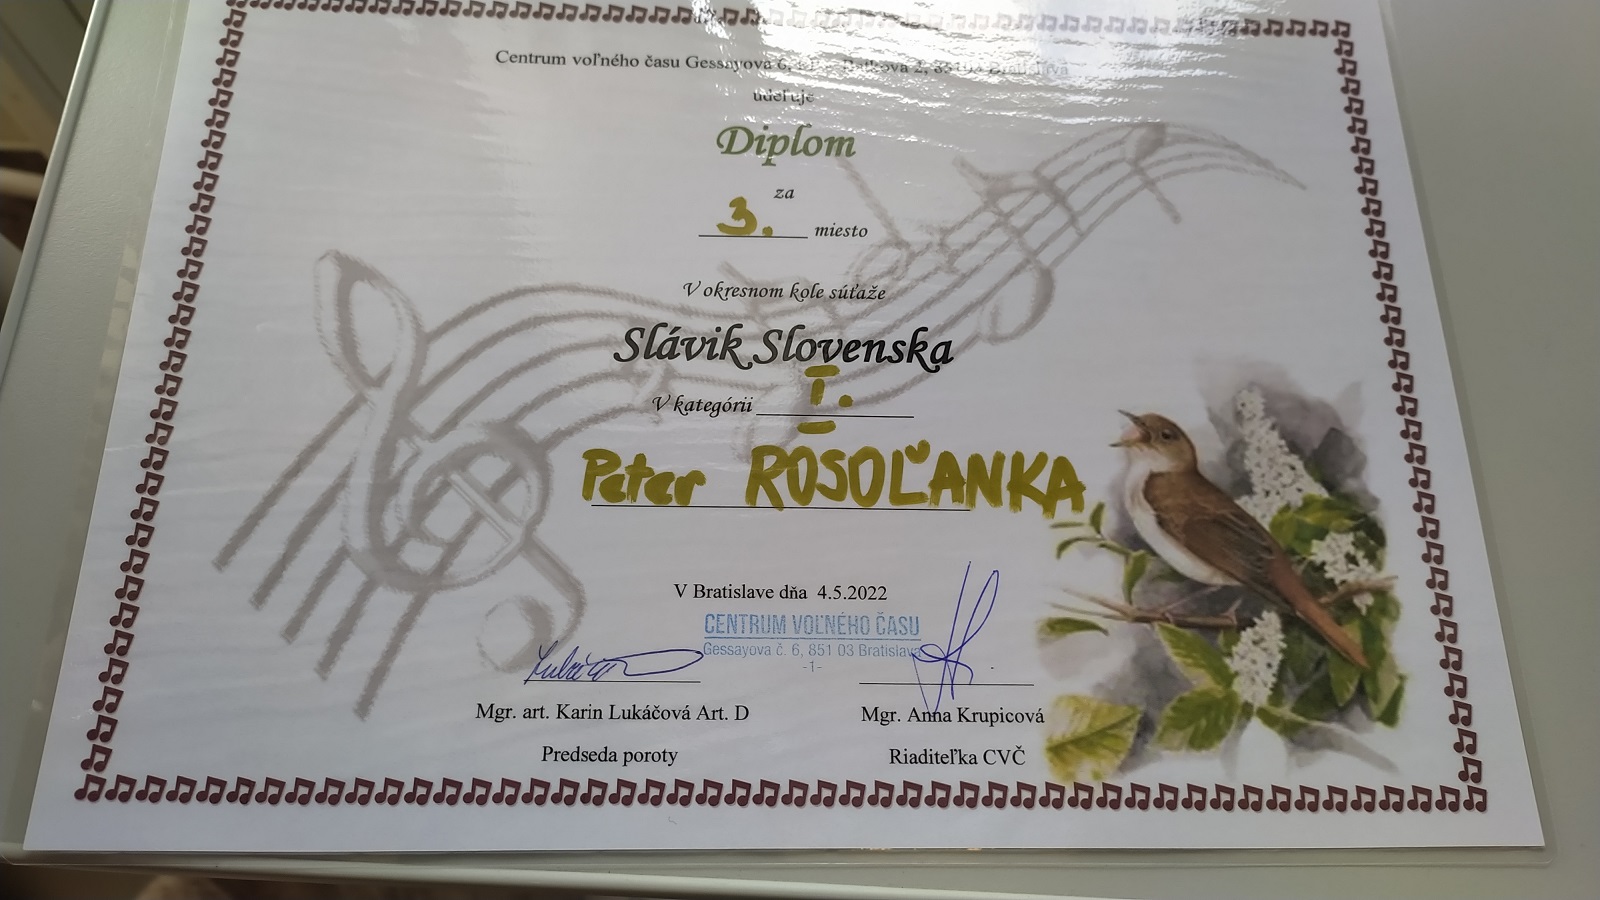 Centrum voľného času Gessayova 6, 2, Bratislava
udeľuje
Diplom
za
3. miesto
V okresnom kole súťaže
Slávik Slovenska
V kategórii I.
Peter ROSOĽANKA
V Bratislave dňa 4.5.2022
CENTRUM VOĽNÉHO ČASU
Gessayova č. 6, 851 03 Bratislava
-1-
Mgr. art. Karin Lukáčová Art. D
Mgr. Anna Krupicová
Predseda poroty
Riaditeľka CVČ